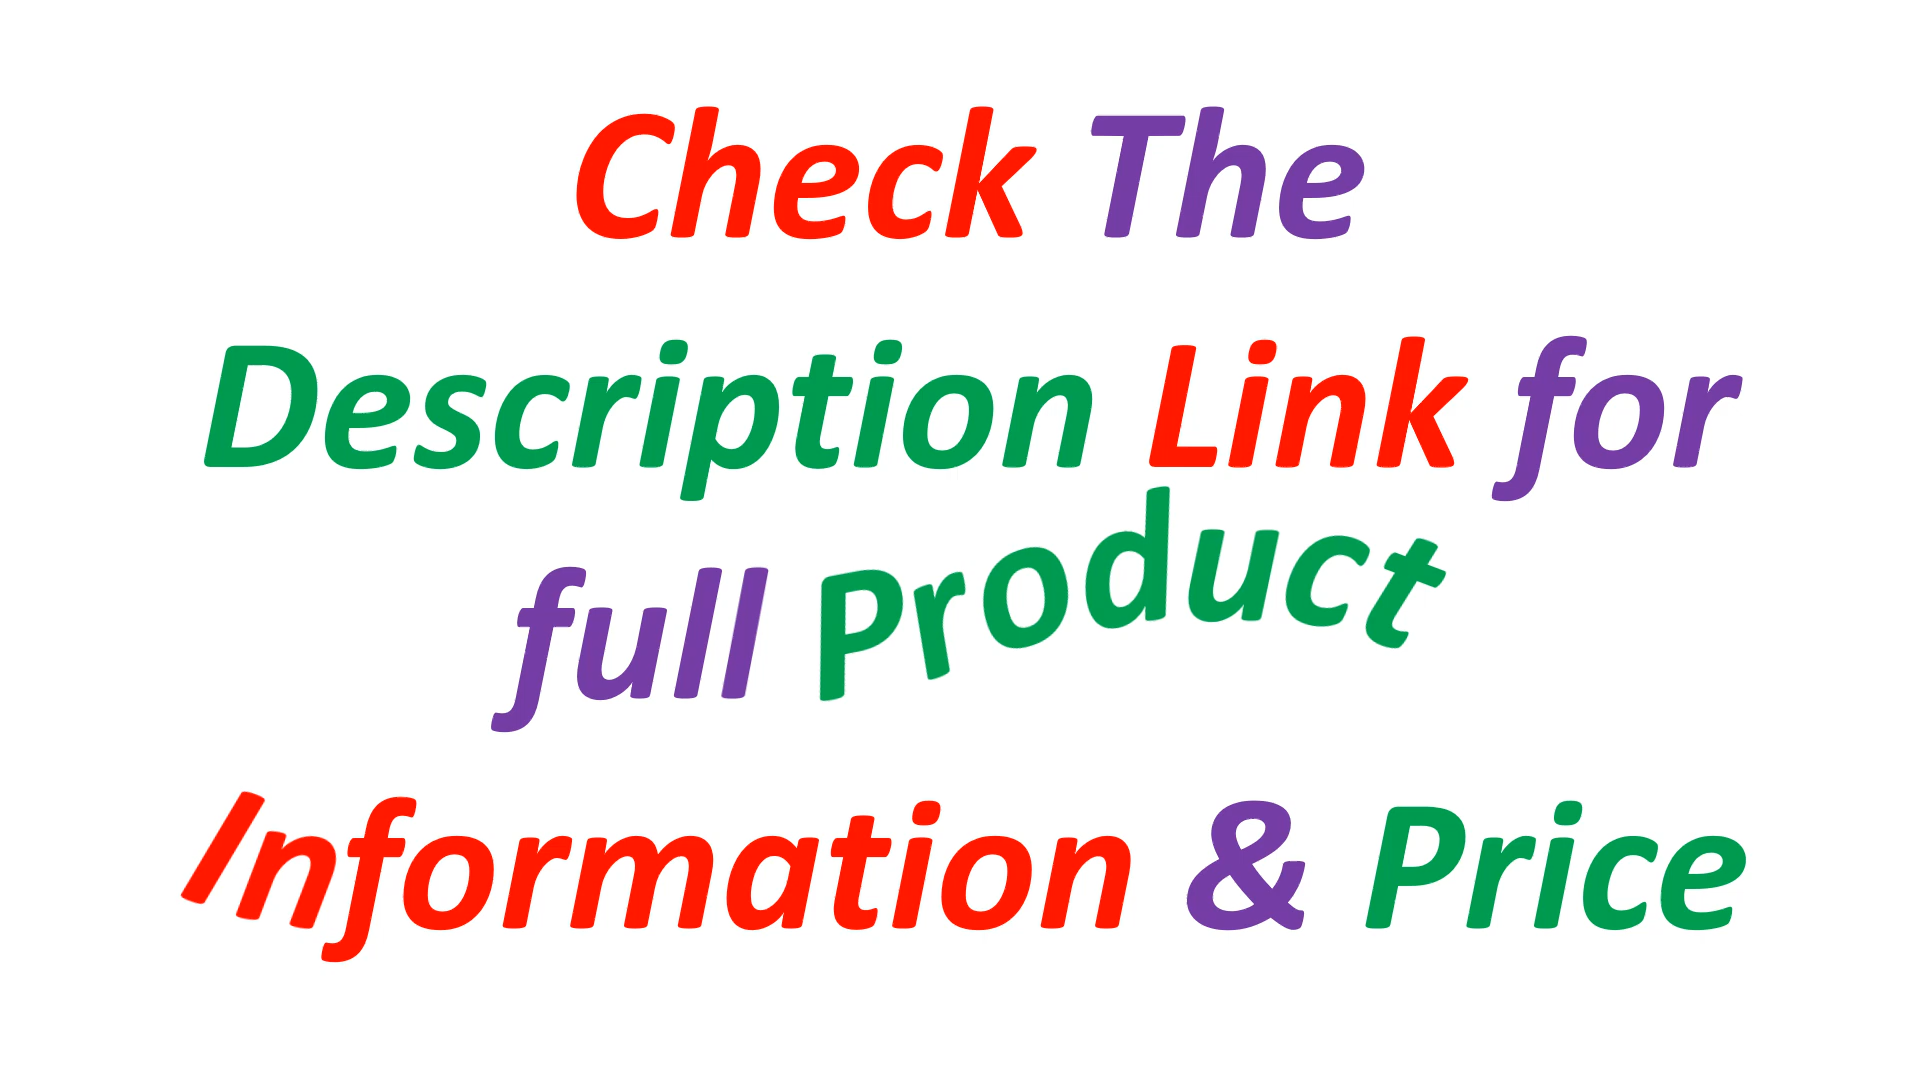 Check The
Description Link for
full Product
Information & Price